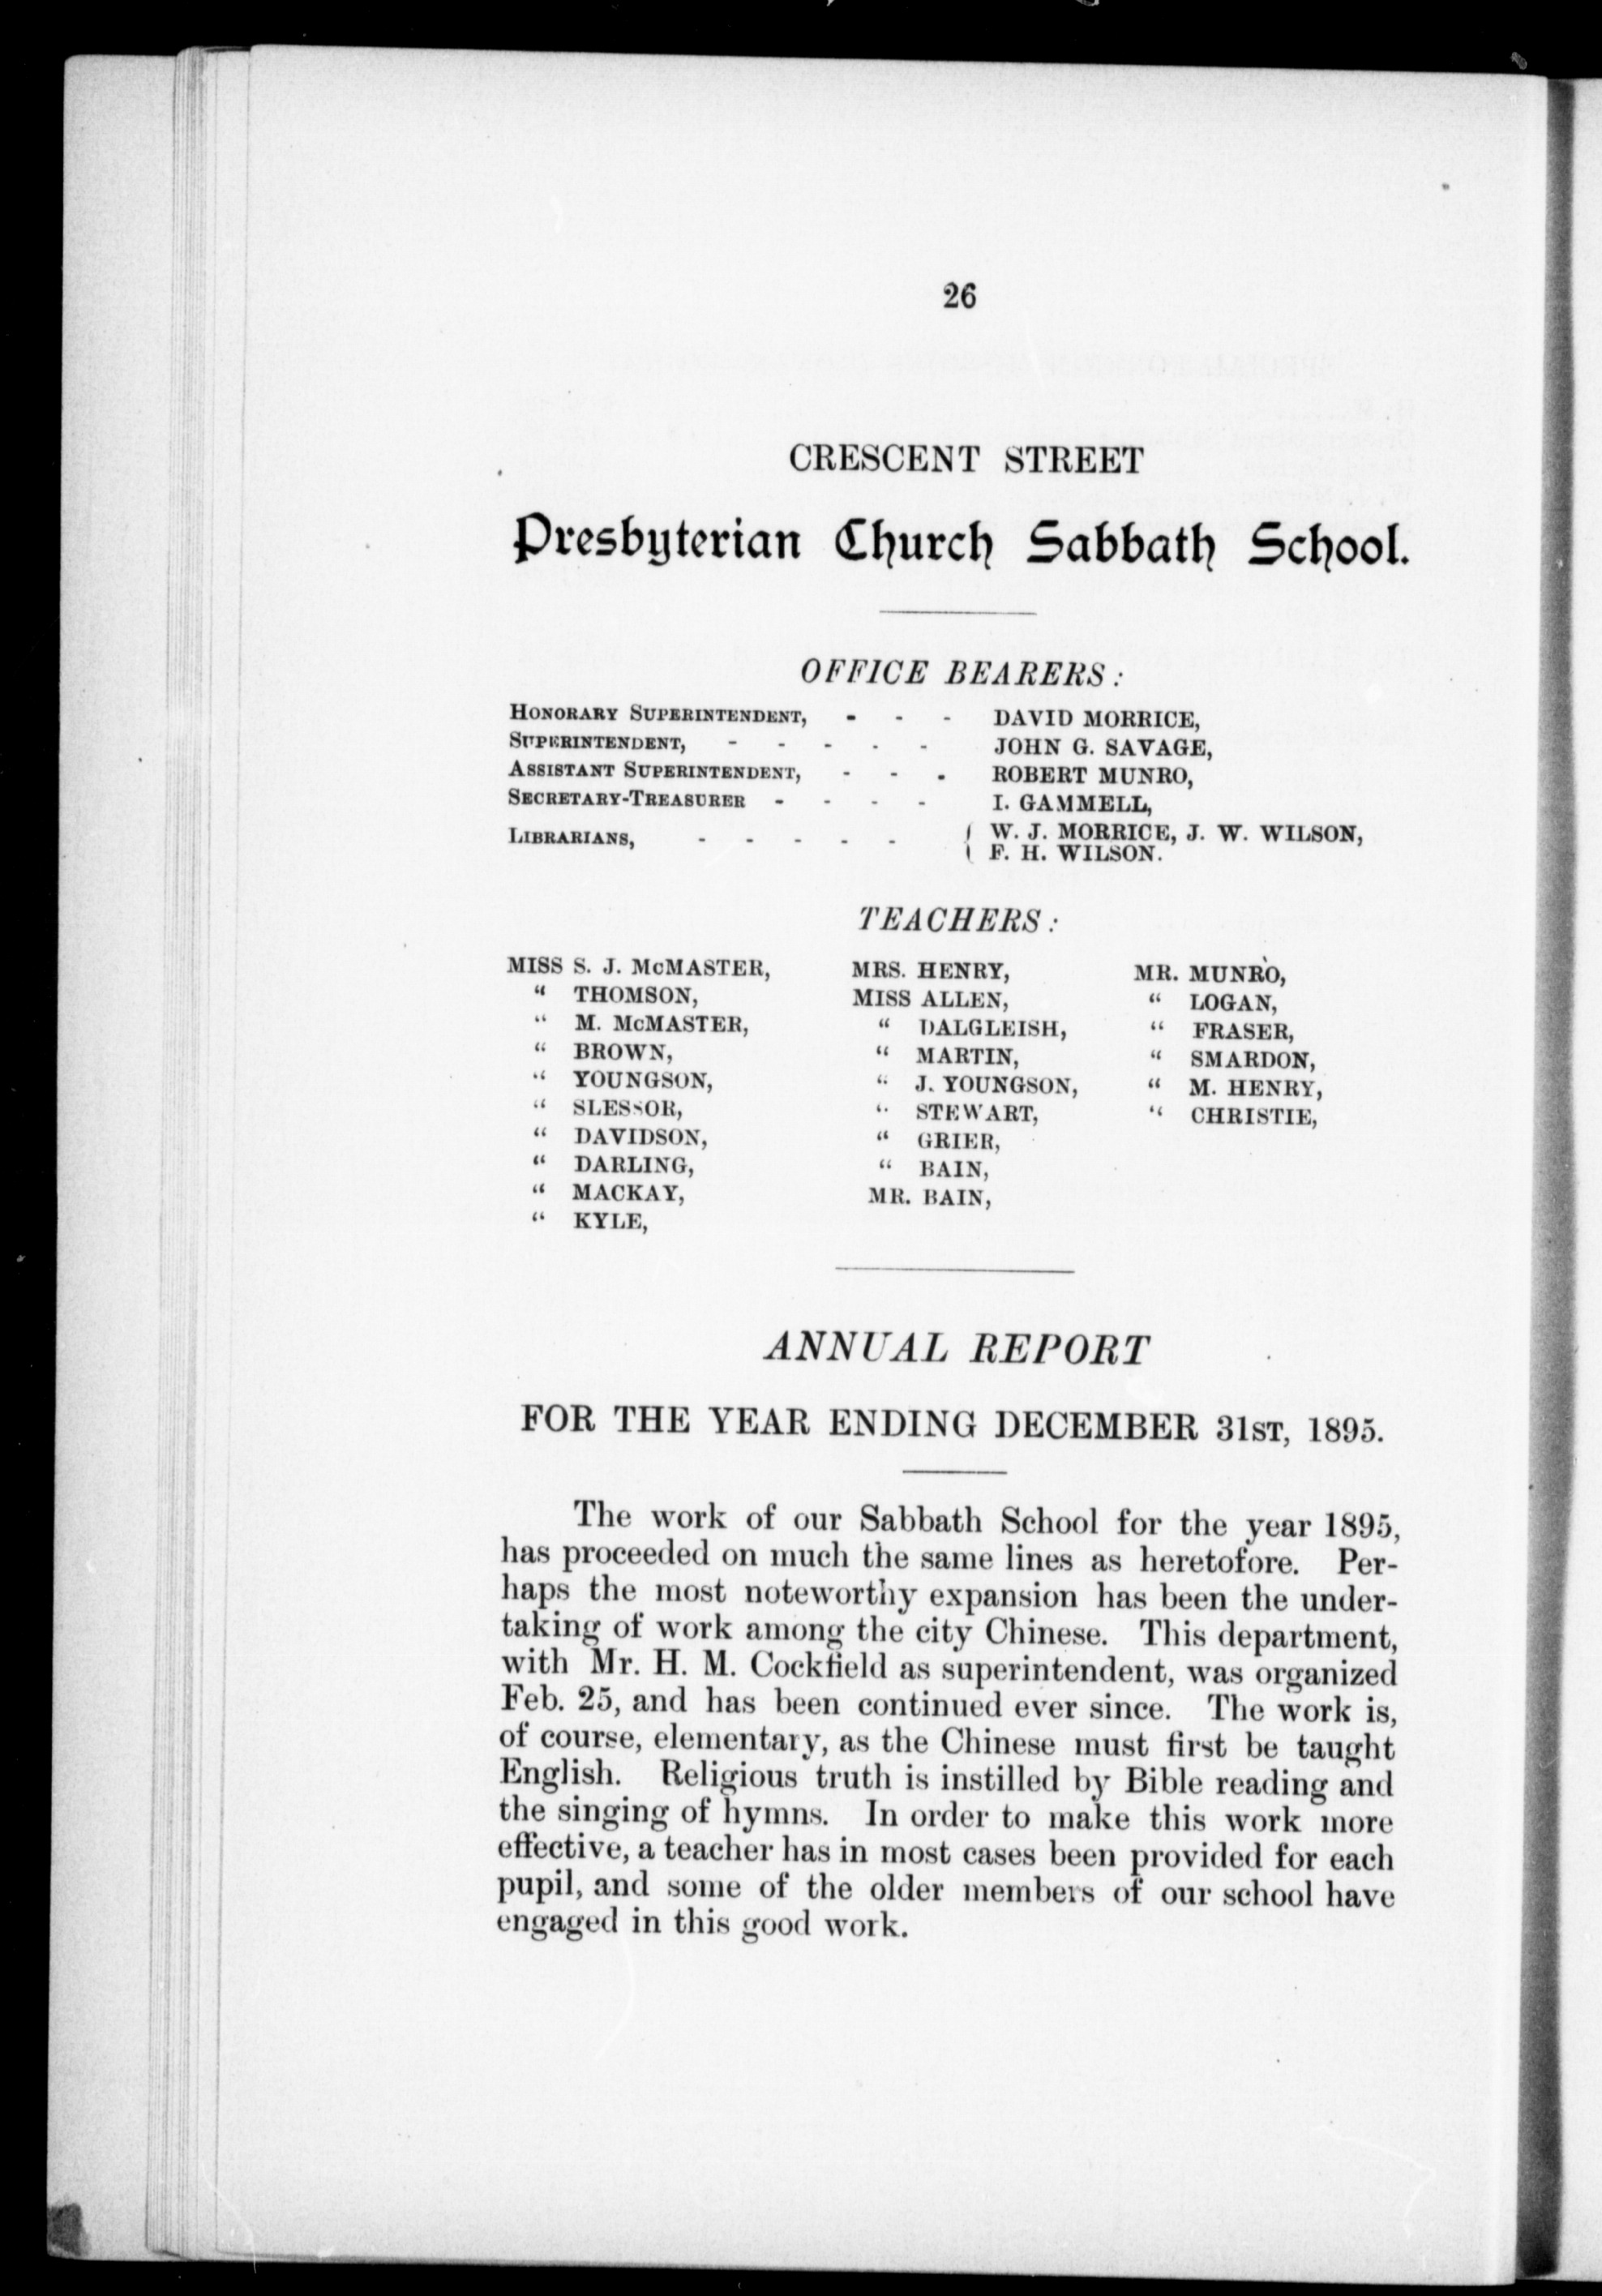 26
CRESCENT STREET
Presbyterian Church Sabbath School.
OFFICE BEARERS:
HONORARY SUPERINTENDENT, - - - DAVID MORRICE,
SUPERINTENDENT, - - - - - JOHN G. SAVAGE,
ASSISTANT SUPERINTENDENT, - - - ROBERT MUNRO,
SECRETARY-TREASURER - - - - I. GAMMELL,
LIBRARIANS, - - - - - { W. J. MORRICE, J. W. WILSON,
F. H. WILSON.
TEACHERS:
MISS S. J. McMASTER,
" THOMSON,
" M. McMASTER,
" BROWN,
" YOUNGSON,
" SLESSOR,
" DAVIDSON,
" DARLING,
" MACKAY,
" KYLE,
MRS. HENRY,
MISS ALLEN,
" DALGLEISH,
" MARTIN,
" J. YOUNGSON,
" STEWART,
" GRIER,
" BAIN,
MR. BAIN,
MR. MUNRO,
" LOGAN,
" FRASER,
" SMARDON,
" M. HENRY,
" CHRISTIE,
ANNUAL REPORT
FOR THE YEAR ENDING DECEMBER 31ST, 1895.
The work of our Sabbath School for the year 1895,
has proceeded on much the same lines as heretofore. Per-
haps the most noteworthy expansion has been the under-
taking of work among the city Chinese. This department,
with Mr. H. M. Cockfield as superintendent, was organized
Feb. 25, and has been continued ever since. The work is,
of course, elementary, as the Chinese must first be taught
English. Religious truth is instilled by Bible reading and
the singing of hymns. In order to make this work more
effective, a teacher has in most cases been provided for each
pupil, and some of the older members of our school have
engaged in this good work.